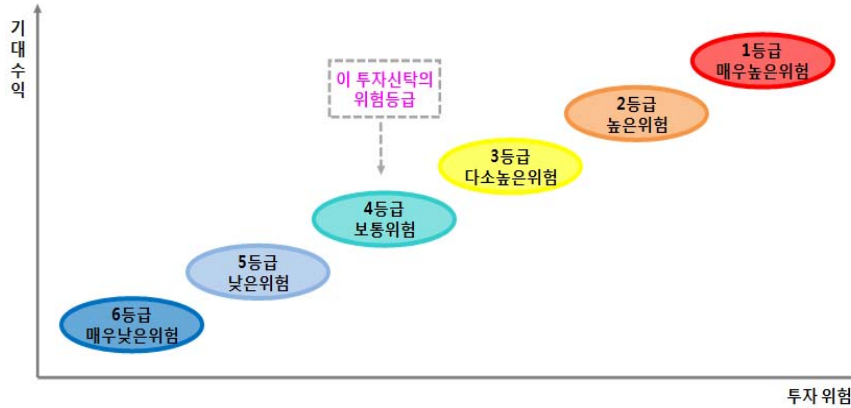 기대수익
1등급
매우높은위험
이 투자신탁의
위험등급
2등급
높은위험
3등급
다소높은위험
4등급
보통위험
5등급
낮은위험
6등급
매우낮은위험
투자 위험